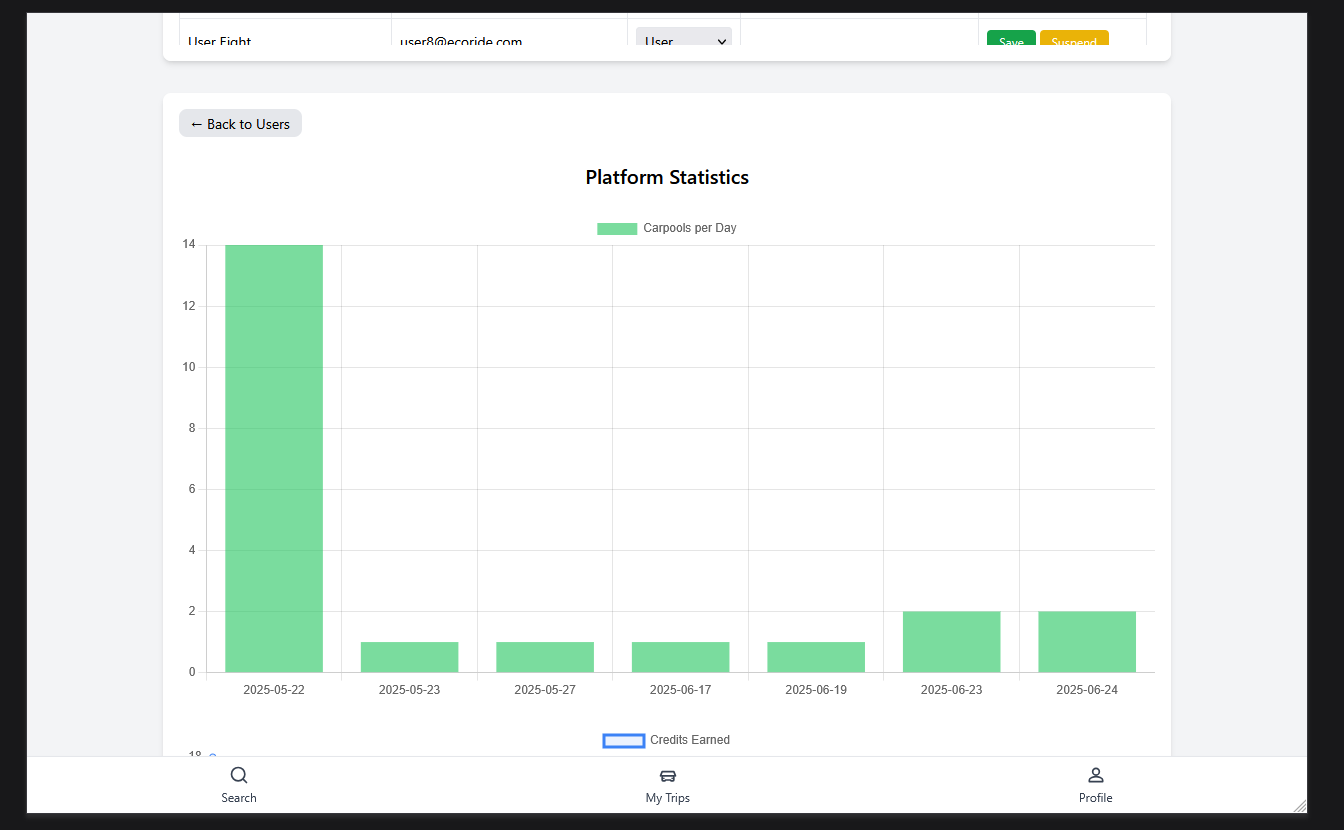 User Eight user8@ecoride.com User Save Suspend
← Back to Users
Platform Statistics
Carpools per Day
14
12
10
8
6
4
2
0
2025-05-22 2025-05-23 2025-05-27 2025-06-17 2025-06-19 2025-06-23 2025-06-24
Credits Earned
18
Search My Trips Profile